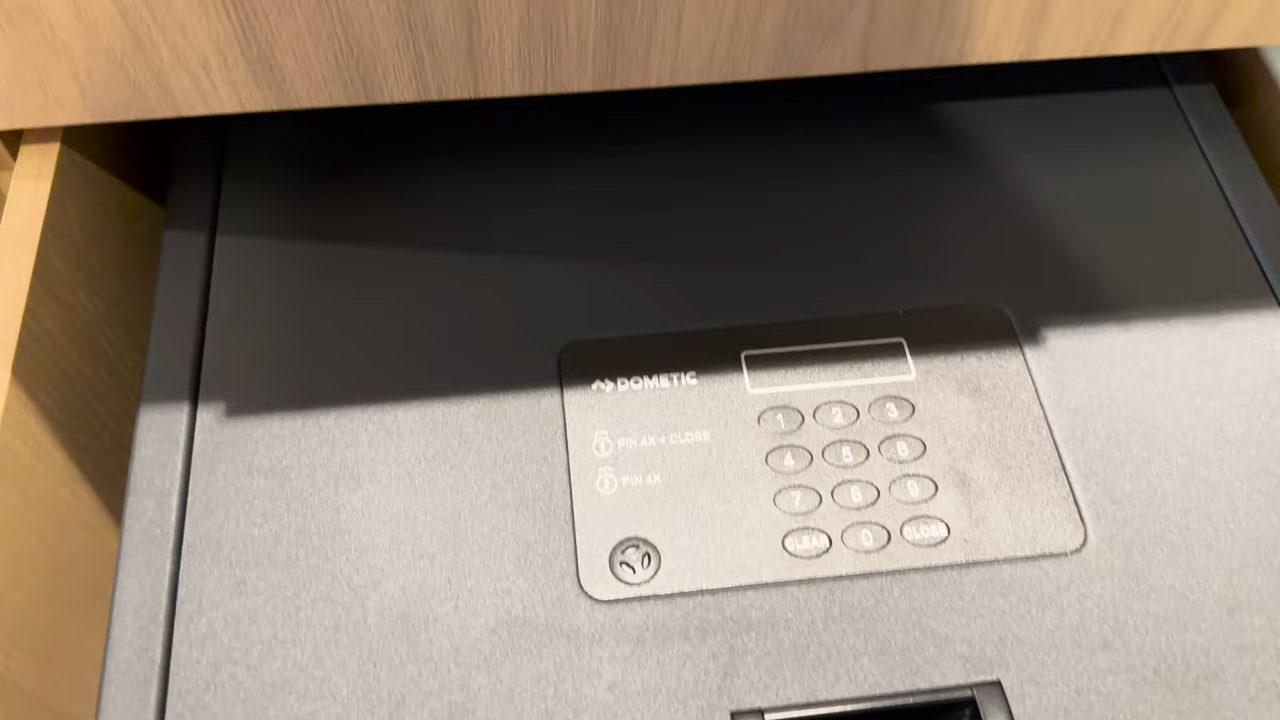 DOMETIC
PIN 4X + CLOSE
PIN 4X
1 2 3
4 5 6
7 8 9
CLEAR 0 CLOSE